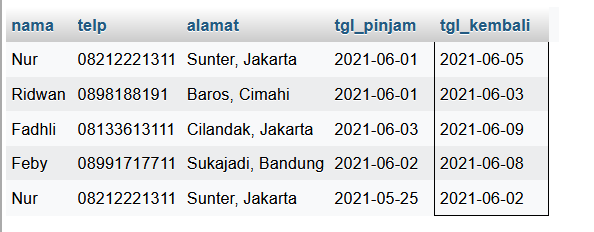 nama telp alamat tgl_pinjam tgl_kembali
Nur 08212221311 Sunter, Jakarta 2021-06-01 2021-06-05
Ridwan 0898188191 Baros, Cimahi 2021-06-01 2021-06-03
Fadhli 08133613111 Cilandak, Jakarta 2021-06-03 2021-06-09
Feby 08991717711 Sukajadi, Bandung 2021-06-02 2021-06-08
Nur 08212221311 Sunter, Jakarta 2021-05-25 2021-06-02